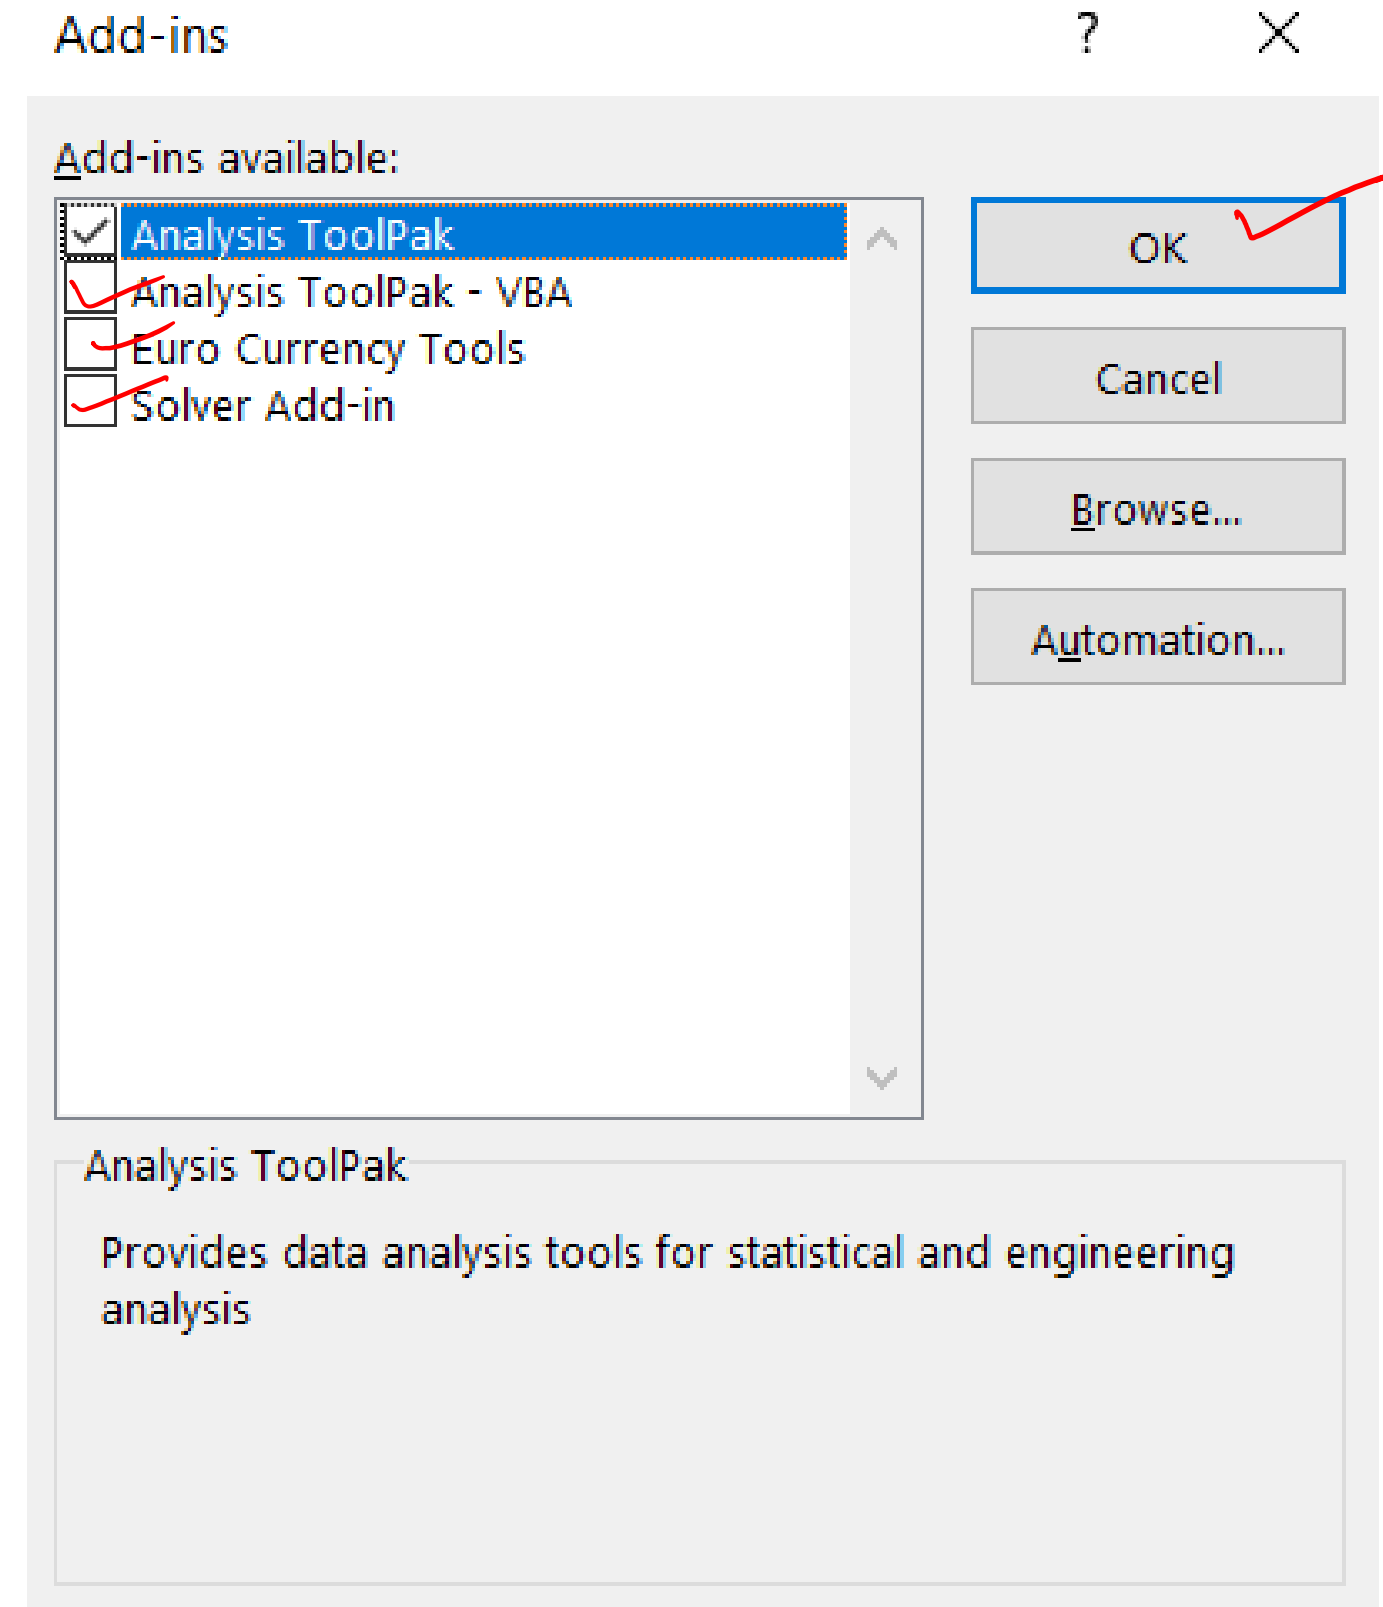 Add-ins
?
Add-ins available:
Analysis ToolPak
Analysis ToolPak - VBA
Euro Currency Tools
Solver Add-in
OK
Cancel
Browse...
Automation...
Analysis ToolPak
Provides data analysis tools for statistical and engineering
analysis